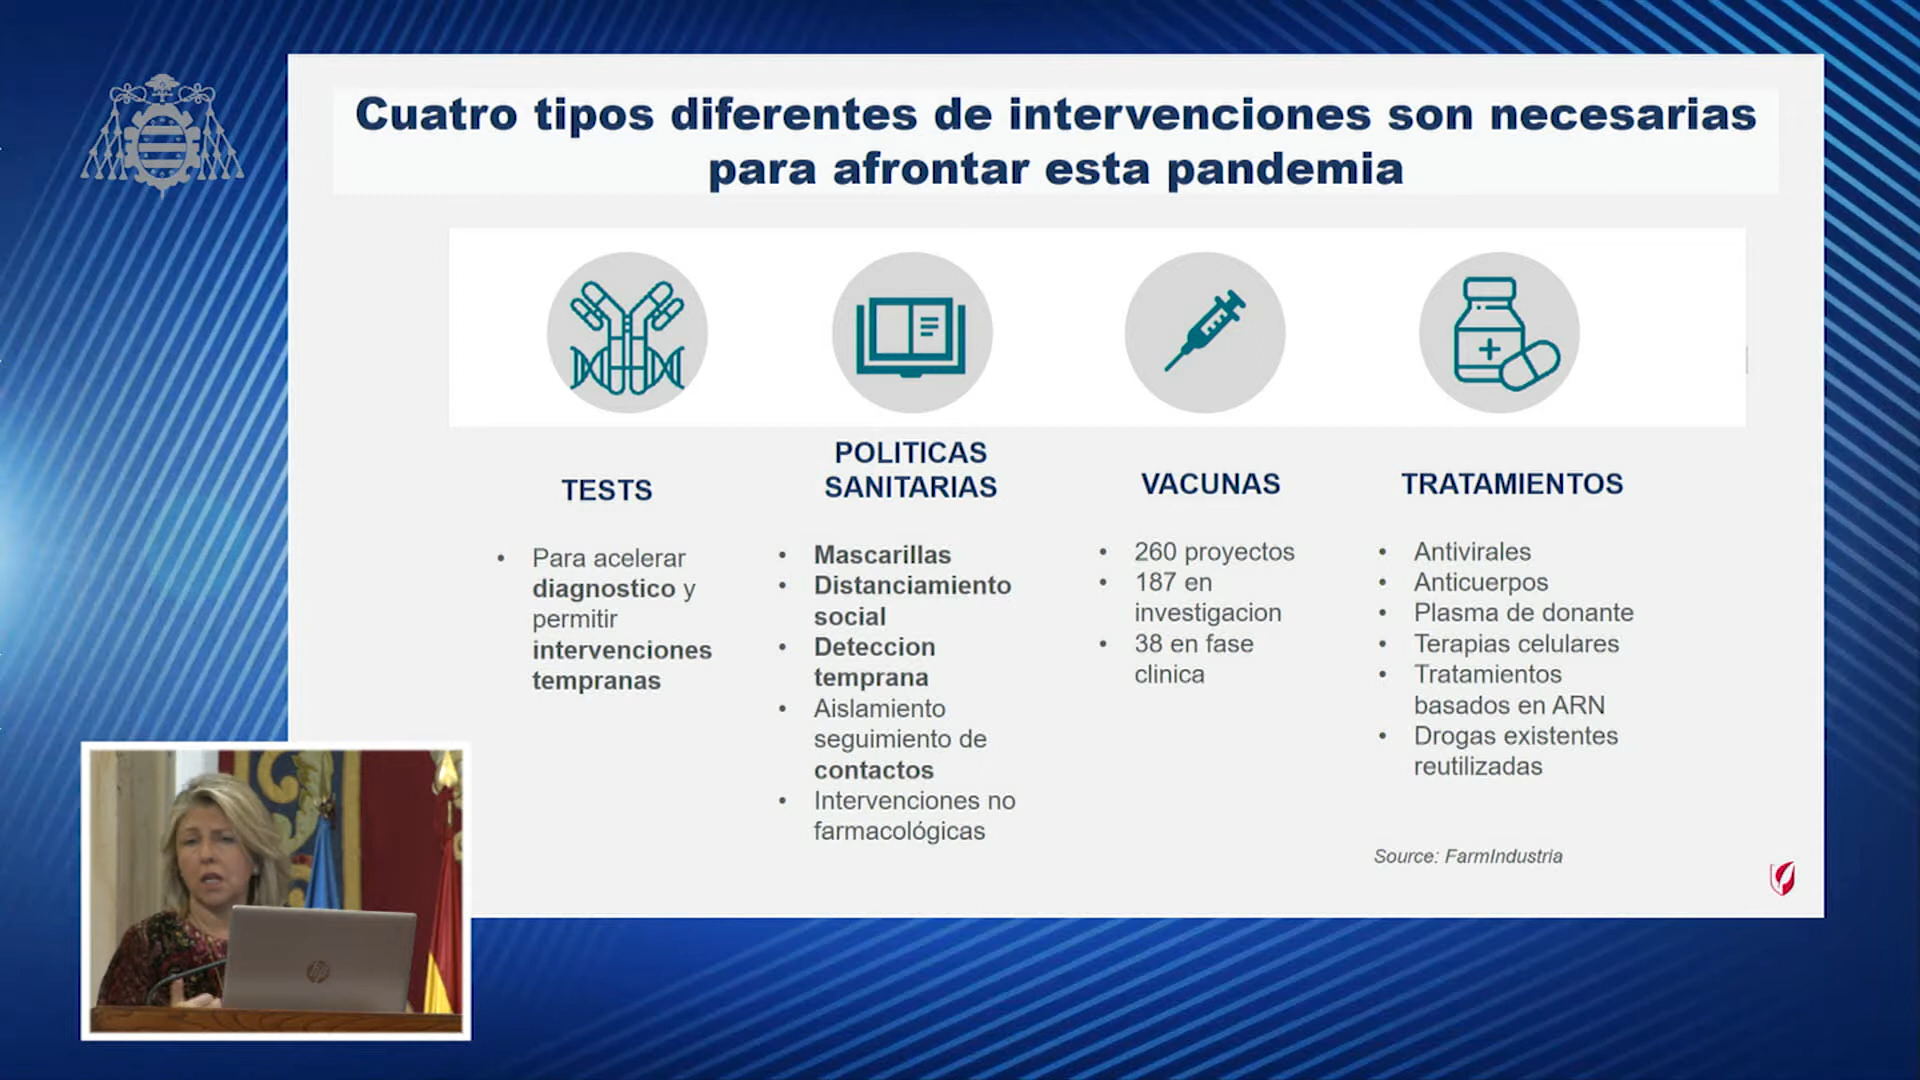 Cuatro tipos diferentes de intervenciones son necesarias
para afrontar esta pandemia
TESTS
• Para acelerar
diagnostico y
permitir
intervenciones
tempranas
POLITICAS
SANITARIAS
• Mascarillas
• Distanciamiento
social
• Deteccion
temprana
• Aislamiento
seguimiento de
contactos
• Intervenciones no
farmacológicas
VACUNAS
• 260 proyectos
• 187 en
investigacion
• 38 en fase
clinica
TRATAMIENTOS
• Antivirales
• Anticuerpos
• Plasma de donante
• Terapias celulares
• Tratamientos
basados en ARN
• Drogas existentes
reutilizadas
Source: FarmIndustria
hp